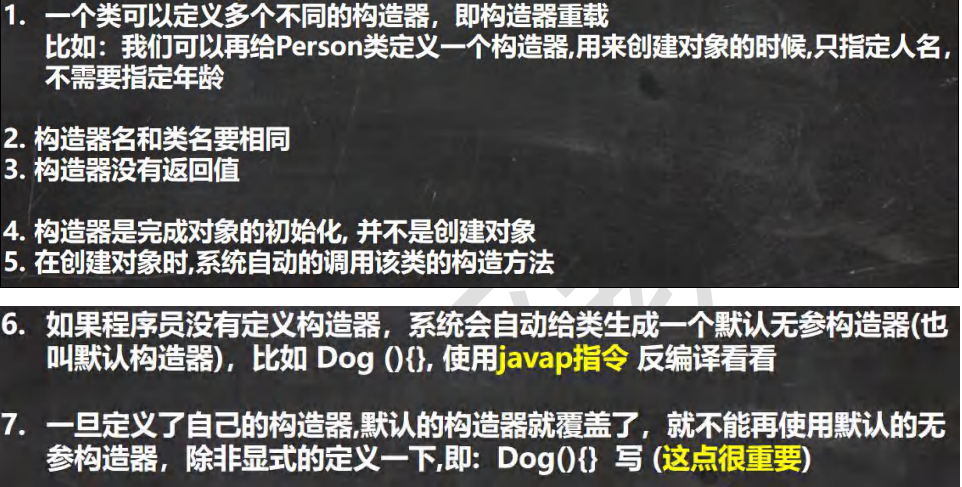 1. 一个类可以定义多个不同的构造器，即构造器重载
比如：我们可以再给Person类定义一个构造器,用来创建对象的时候,只指定人名，
不需要指定年龄
2. 构造器名和类名要相同
3. 构造器没有返回值
4. 构造器是完成对象的初始化, 并不是创建对象
5. 在创建对象时,系统自动的调用该类的构造方法
6. 如果程序员没有定义构造器，系统会自动给类生成一个默认无参构造器(也
叫默认构造器)，比如 Dog (){}, 使用javap指令 反编译看看
7. 一旦定义了自己的构造器,默认的构造器就覆盖了，就不能再使用默认的无
参构造器，除非显式的定义一下,即: Dog(){} 写 (这点很重要)